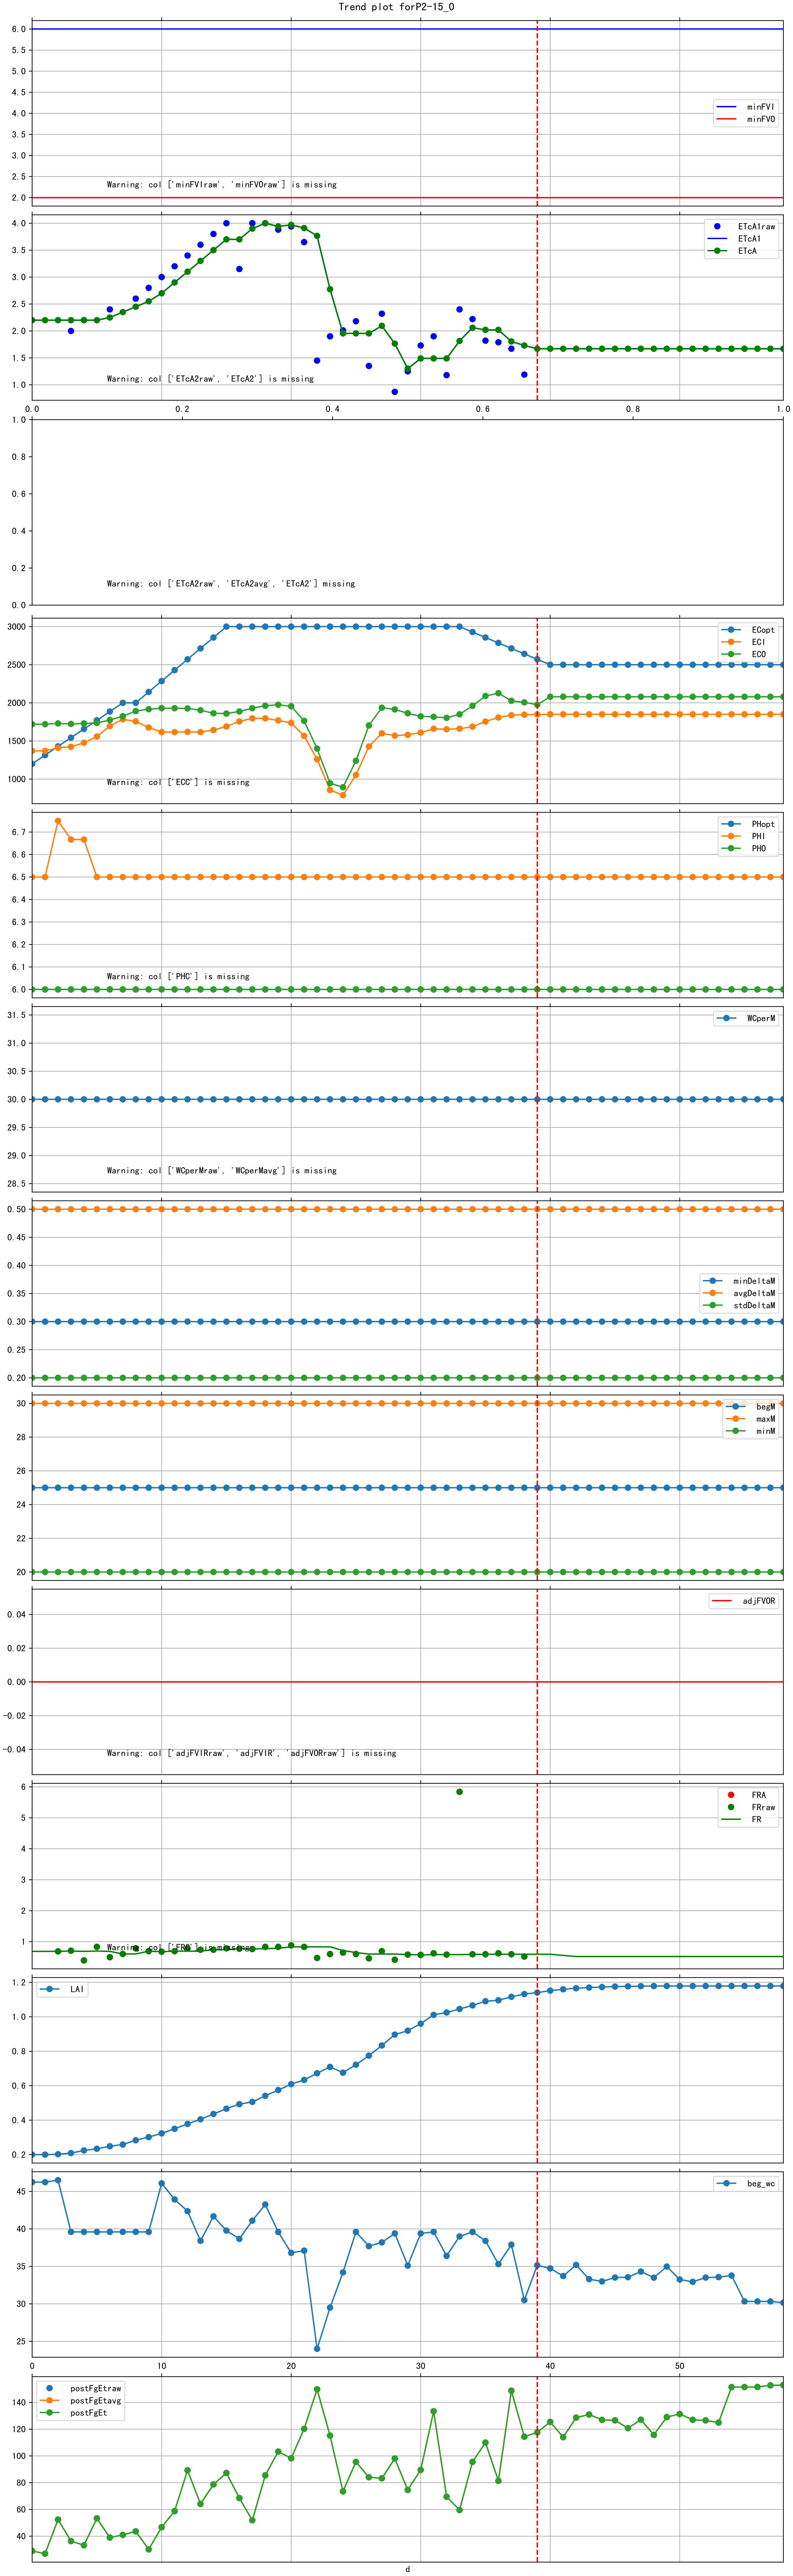 Trend plot forP2-15_0
6.0
5.5
5.0
4.5
4.0
3.5
3.0
2.5
2.0
minFVI
minFVO
Warning: col ['minFVIraw', 'minFVOraw'] is missing
4.0
3.5
3.0
2.5
2.0
1.5
1.0
ETcA1raw
ETcA1
ETcA
Warning: col ['ETcA2raw', 'ETcA2'] is missing
0.0 0.2 0.4 0.6 0.8 1.0
1.0
0.8
0.6
0.4
0.2
0.0
Warning: col ['ETcA2raw', 'ETcA2avg', 'ETcA2'] missing
3000
2500
2000
1500
1000
ECopt
ECI
ECO
Warning: col ['ECC'] is missing
6.7
6.6
6.5
6.4
6.3
6.2
6.1
6.0
PHopt
PHI
PHO
Warning: col ['PHC'] is missing
31.5
31.0
30.5
30.0
29.5
29.0
28.5
WCperM
Warning: col ['WCperMraw', 'WCperMavg'] is missing
0.50
0.45
0.40
0.35
0.30
0.25
0.20
minDeltaM
avgDeltaM
stdDeltaM
30
28
26
24
22
20
begM
maxM
minM
0.04
0.02
0.00
-0.02
-0.04
adjFVOR
Warning: col ['adjFVIRraw', 'adjFVIR', 'adjFVORraw'] is missing
6
5
4
3
2
1
FRA
FRraw
FR
Warning: col ['FRC'] is missing
1.2
1.0
0.8
0.6
0.4
0.2
LAI
45
40
35
30
25
beg_wc
0 10 20 30 40 50
140
120
100
80
60
40
postFgEtraw
postFgEtavg
postFgEt
d